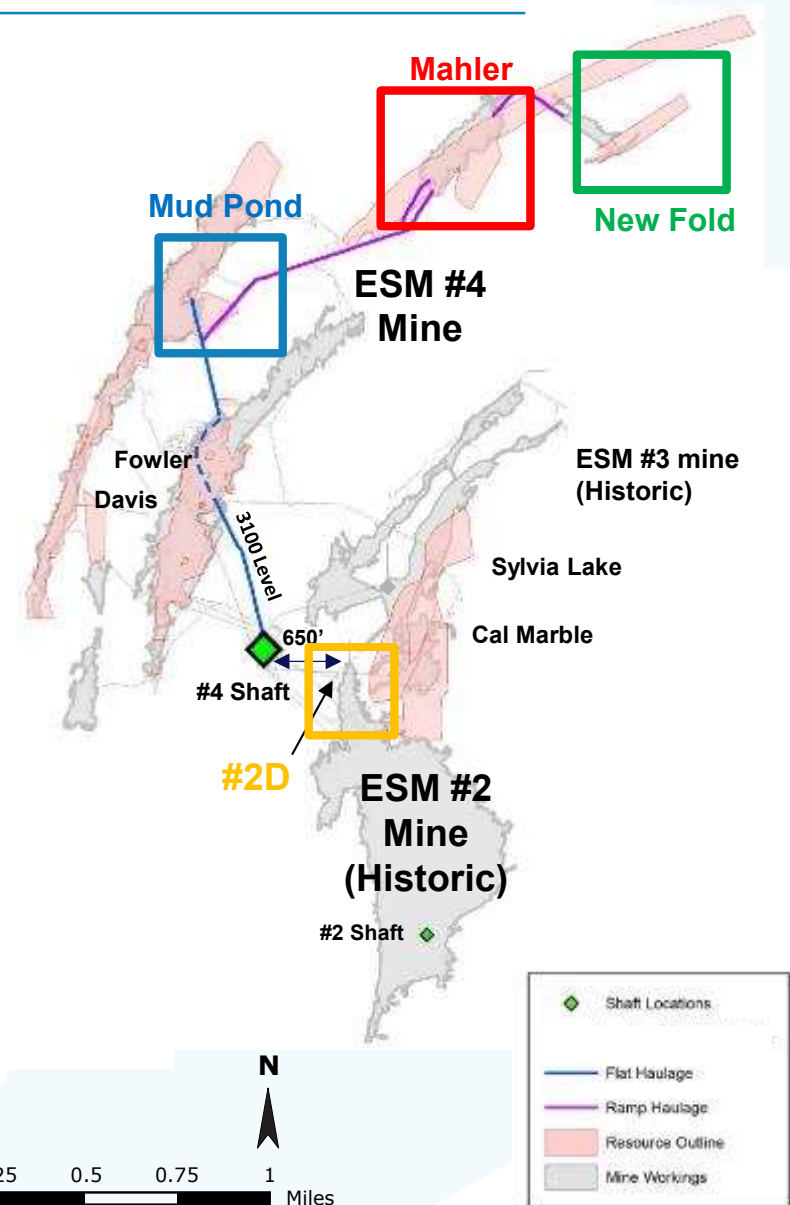 Mahler
Mud Pond
New Fold
ESM #4
Mine
Fowler
Davis
3100 Level
ESM #3 mine
(Historic)
Sylvia Lake
Cal Marble
650'
#4 Shaft
#2D
ESM #2
Mine
(Historic)
#2 Shaft
Shaft Locations
Flat Haulage
Ramp Haulage
Resource Outline
Mine Workings
N
25 0.5 0.75 1
Miles